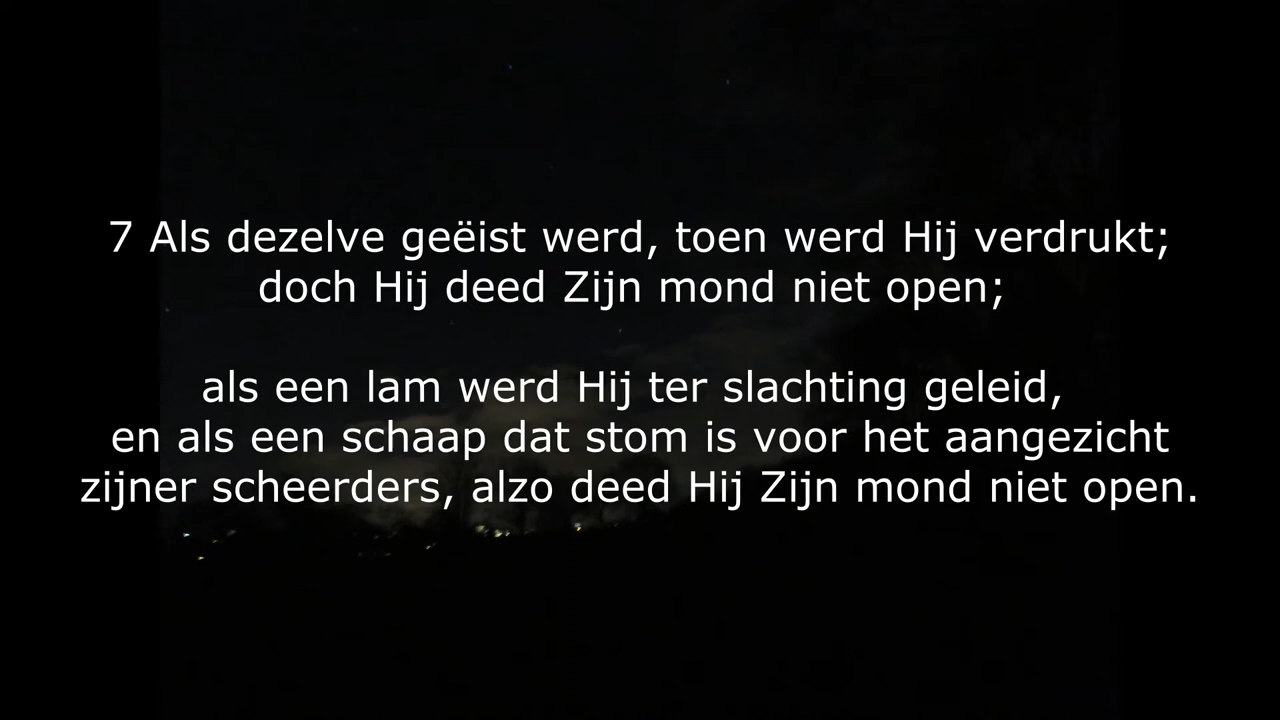 7 Als dezelve geëist werd, toen werd Hij verdrukt;
doch Hij deed Zijn mond niet open;
als een lam werd Hij ter slachting geleid,
en als een schaap dat stom is voor het aangezicht
zijner scheerders, alzo deed Hij Zijn mond niet open.